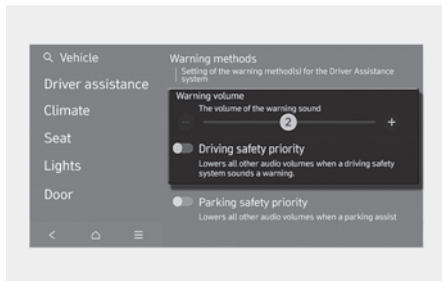 Vehicle
Driver assistance
Climate
Seat
Lights
Door
Warning methods
Setting of the warning method(s) for the Driver Assistance
system
Warning volume
The volume of the warning sound
2
Driving safety priority
Lowers all other audio volumes when a driving safety
system sounds a warning.
Parking safety priority
Lowers all other audio volumes when a parking assist